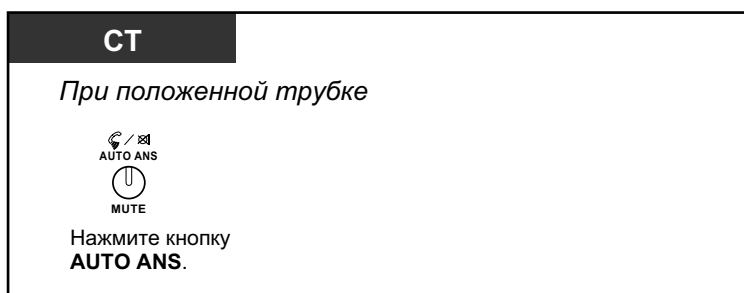 СТ
При положенной трубке
AUTO ANS
MUTE
Нажмите кнопку
AUTO ANS.